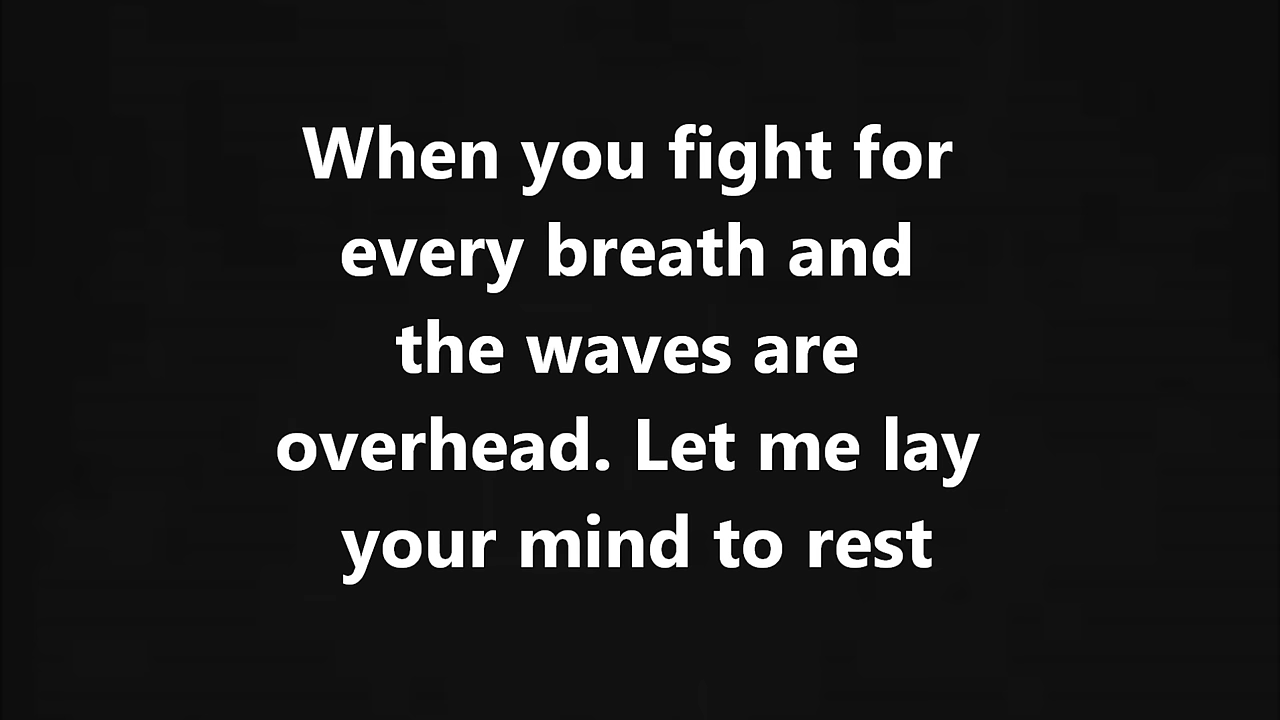 When you fight for
every breath and
the waves are
overhead. Let me lay
your mind to rest